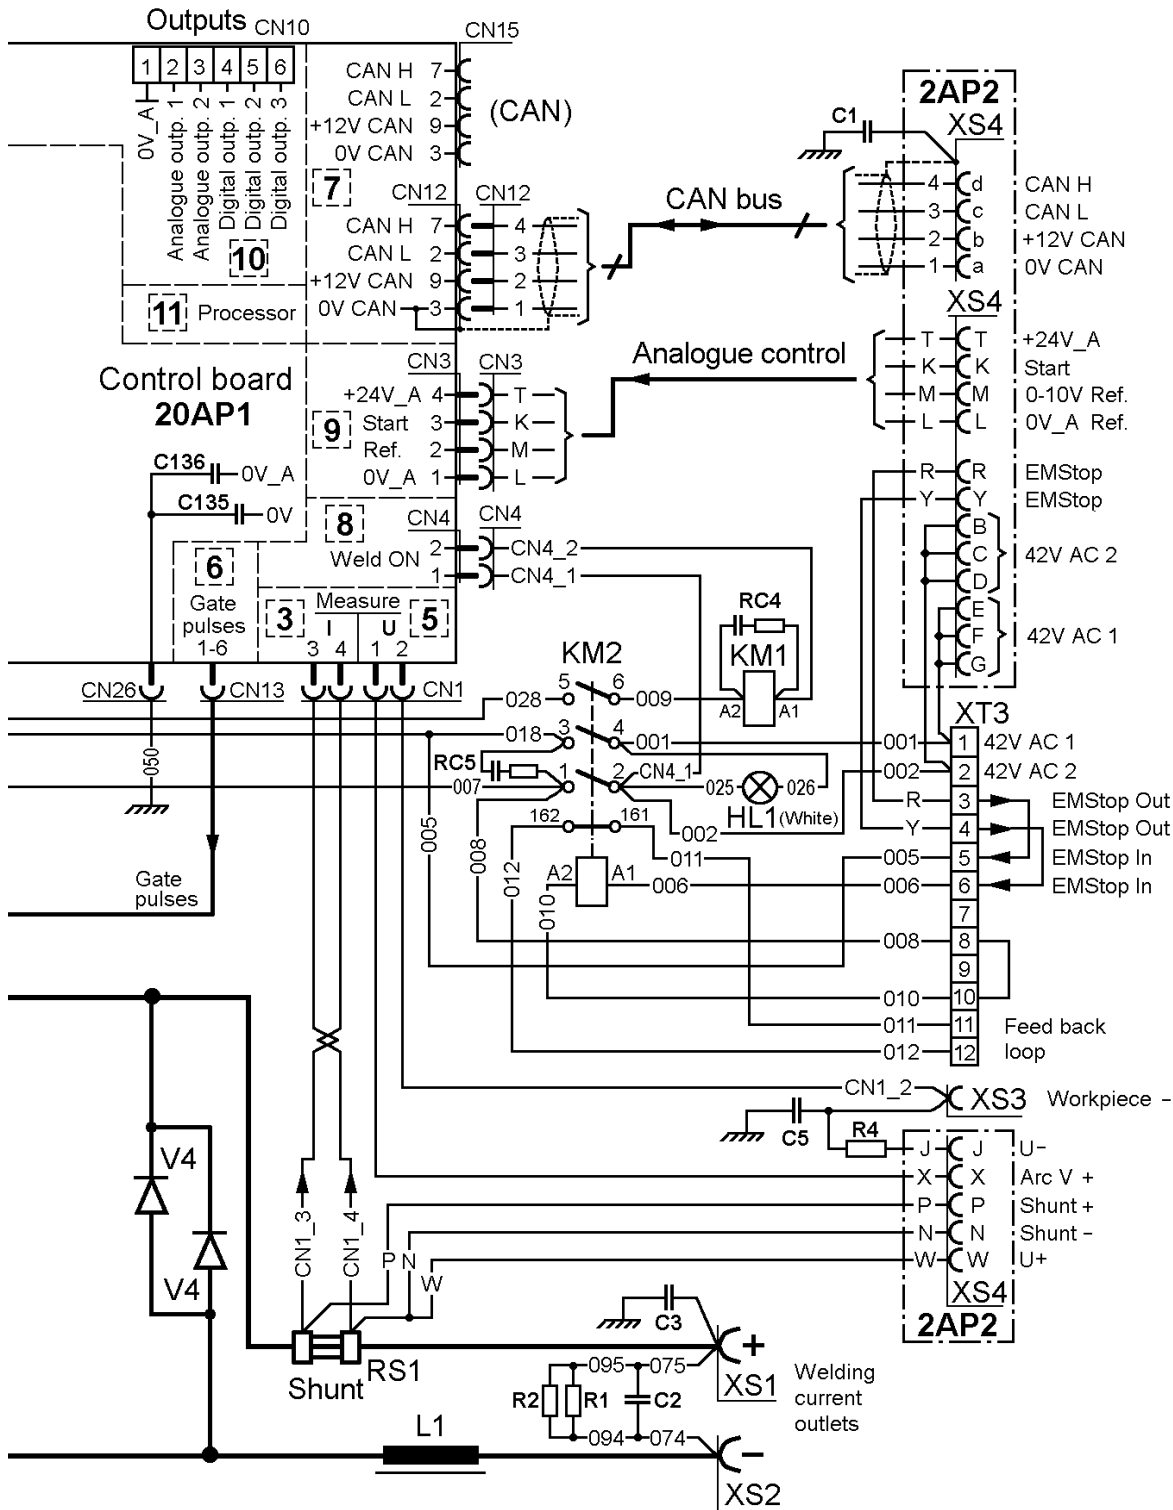 Outputs CN10
1 2 3 4 5 6
0V_A
Analogue outp. 1
Analogue outp. 2
Digital outp. 1
Digital outp. 2
Digital outp. 3
10
7
CN15
CAN H 7
CAN L 2
+12V CAN 9
0V CAN 3
(CAN)
CN12 CN12
CAN H 7 4
CAN L 2 3
+12V CAN 9 2
0V CAN 3 1
CAN bus
11 Processor
Control board
20AP1
9
CN3 CN3
+24V_A 4 T
Start 3 K
Ref. 2 M
0V_A 1 L
Analogue control
C136 0V_A
C135 0V
8
CN4 CN4
Weld ON
2 CN4_2
1 CN4_1
6
Gate
pulses
1-6
3
Measure
I U
5
3 4 1 2
CN26
CN13
CN1
050
Gate
pulses
C1
2AP2
XS4
4 d CAN H
3 c CAN L
2 b +12V CAN
1 a 0V CAN
XS4
T T +24V_A
K K Start
M M 0-10V Ref.
L L 0V_A Ref.
R R EMStop
Y Y EMStop
B
C 42V AC 2
D
E
F 42V AC 1
G
RC4
KM1
A2 A1
KM2
028 5 6 009
018 3 4 001
RC5
007 1 2 CN4_1
025 026
HL1 (White)
162 161
002
011
A2 A1
006
005
008
012
010
XT3
001 1 42V AC 1
002 2 42V AC 2
R 3 EMStop Out
Y 4 EMStop Out
005 5 EMStop In
006 6 EMStop In
7
008 8
9
010 10
011 11
012 12
Feed back
loop
CN1_2
XS3 Workpiece -
C5
R4
J J U-
X X Arc V +
P P Shunt +
N N Shunt -
W W U+
XS4
2AP2
V4
V4
CN1_3
CN1_4
P N
W
RS1
Shunt
C3
XS1 +
095 075
R2 R1 C2
094 074
Welding
current
outlets
L1
-
XS2